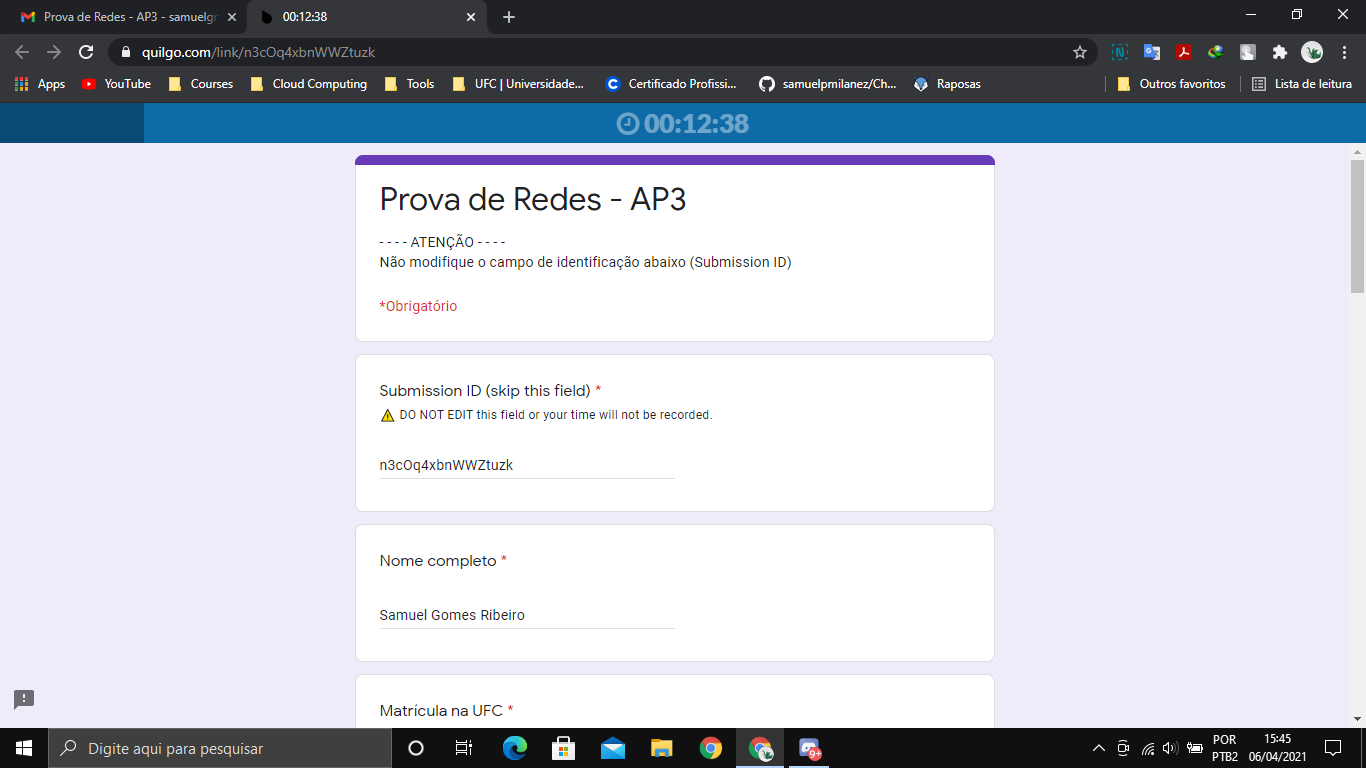 Prova de Redes - AP3 - samuelgr
00:12:38
quilgo.com/link/n3cOq4xbnWWZtuzk
Apps
YouTube
Courses
Cloud Computing
Tools
UFC | Universidade...
Certificado Profissi...
samuelpmilanez/Ch...
Raposas
Outros favoritos
Lista de leitura
00:12:38
Prova de Redes - AP3
- - - - ATENÇÃO - - - -
Não modifique o campo de identificação abaixo (Submission ID)
*Obrigatório
Submission ID (skip this field) *
DO NOT EDIT this field or your time will not be recorded.
n3cOq4xbnWWZtuzk
Nome completo *
Samuel Gomes Ribeiro
Matrícula na UFC *
Digite aqui para pesquisar
9+
POR
PTB2
15:45
06/04/2021